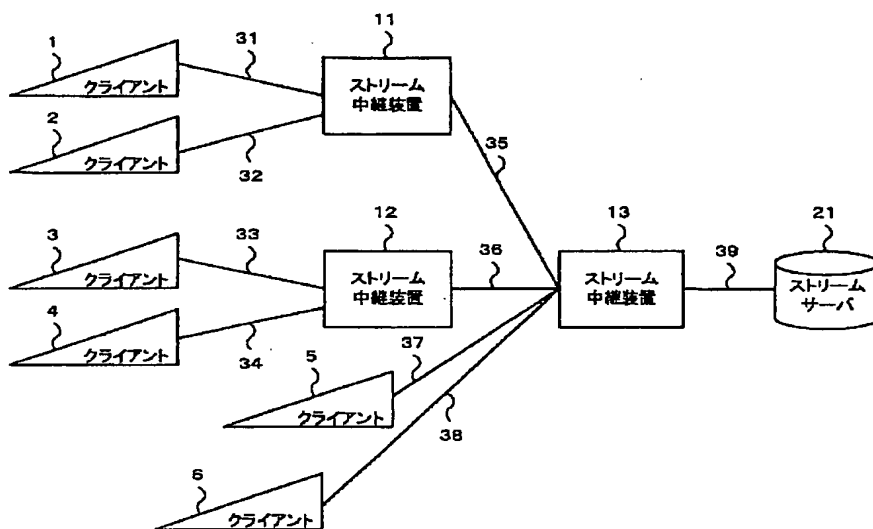 1
クライアント
31
11
ストリーム
中継装置
2
クライアント
32
35
3
クライアント
33
12
ストリーム
中継装置
36
13
ストリーム
中継装置
39
21
ストリーム
サーバ
4
クライアント
34
5
クライアント
37
38
6
クライアント